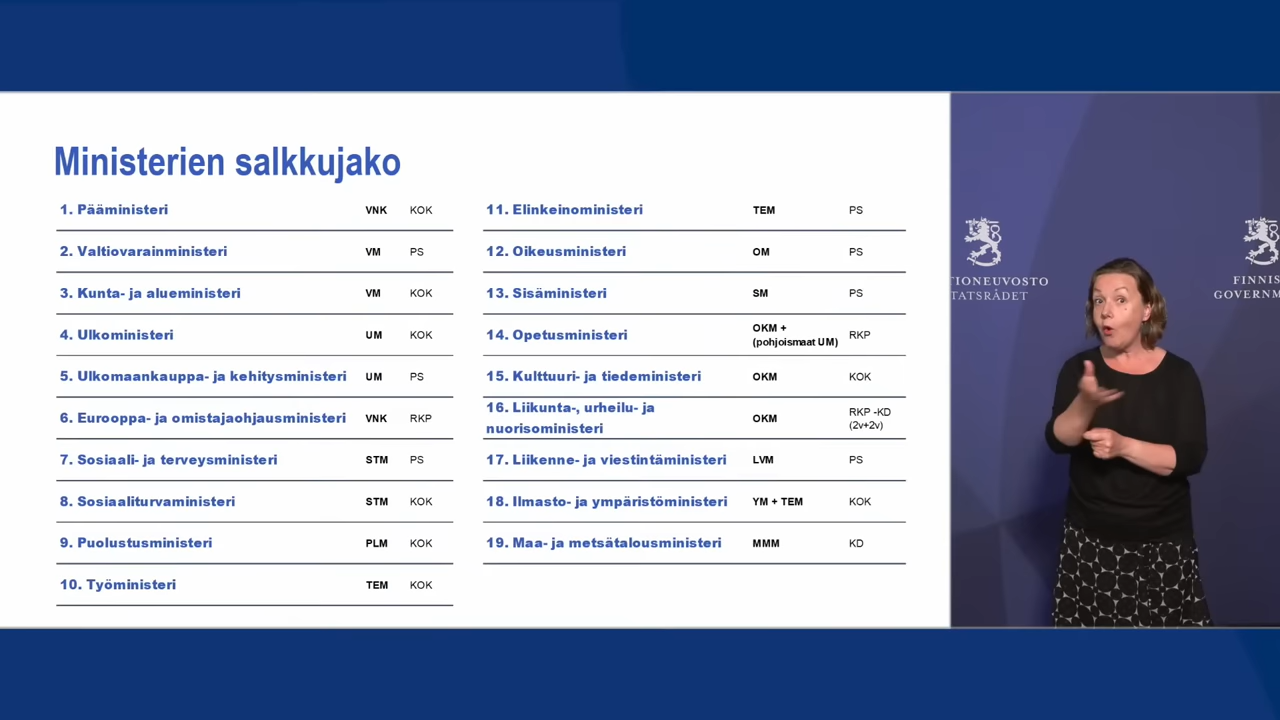 Ministerien salkkujako
1. Pääministeri VNK KOK
2. Valtiovarainministeri VM PS
3. Kunta- ja alueministeri VM KOK
4. Ulkoministeri UM KOK
5. Ulkomaankauppa- ja kehitysministeri UM PS
6. Eurooppa- ja omistajaohjausministeri VNK RKP
7. Sosiaali- ja terveysministeri STM PS
8. Sosiaaliturvaministeri STM KOK
9. Puolustusministeri PLM KOK
10. Työministeri TEM KOK
11. Elinkeinoministeri TEM PS
12. Oikeusministeri OM PS
13. Sisäministeri SM PS
14. Opetusministeri OKM + RKP
(pohjoismaat UM)
15. Kulttuuri- ja tiedeministeri OKM KOK
16. Liikunta-, urheilu- ja
nuorisoministeri OKM RKP -KD
(2v+2v)
17. Liikenne- ja viestintäministeri LVM PS
18. Ilmasto- ja ympäristöministeri YM + TEM KOK
19. Maa- ja metsätalousministeri MMM KD
TIONEUVOSTO
TATSRÅDET
FINNIS
GOVERNM